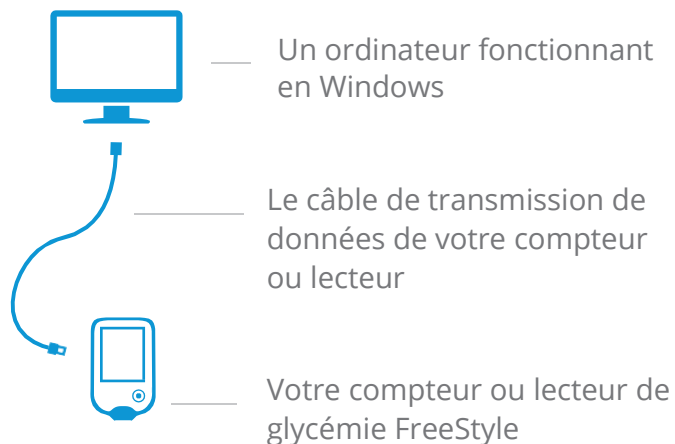 Un ordinateur fonctionnant
en Windows
Le câble de transmission de
données de votre compteur
ou lecteur
Votre compteur ou lecteur de
glycémie FreeStyle